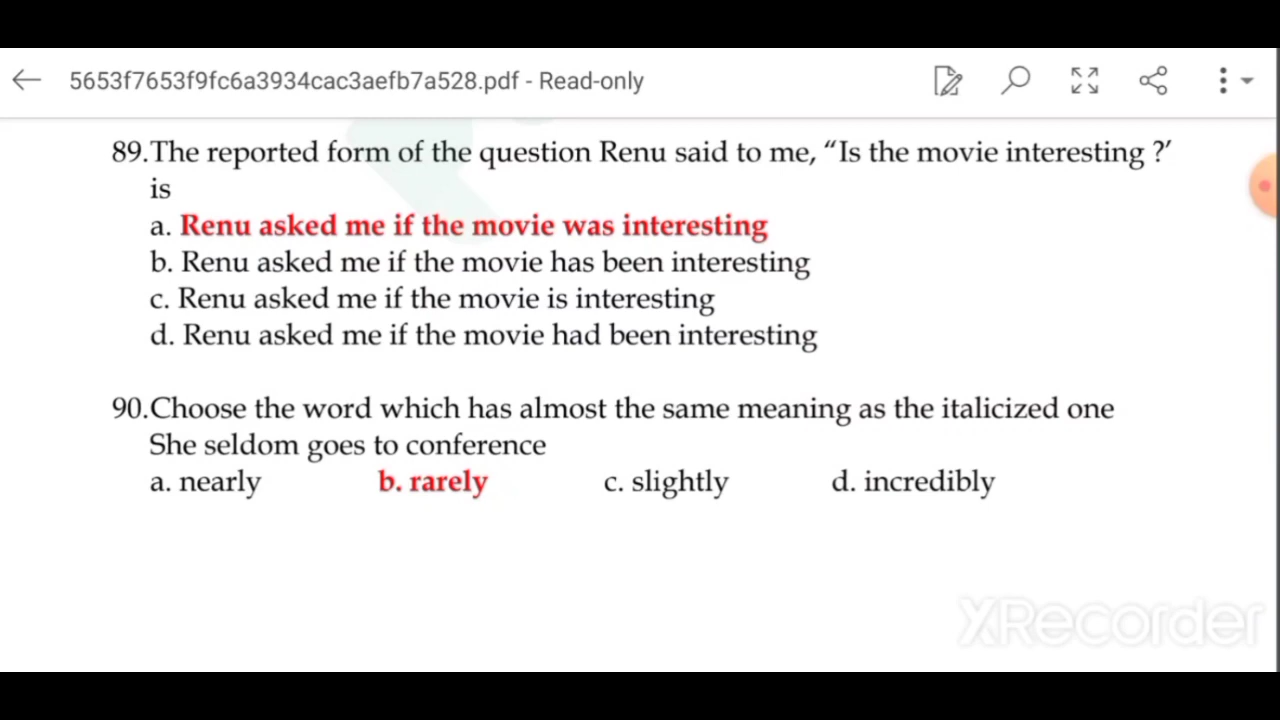 5653f7653f9fc6a3934cac3aefb7a528.pdf - Read-only
89.The reported form of the question Renu said to me, “Is the movie interesting ?’
is
a. Renu asked me if the movie was interesting
b. Renu asked me if the movie has been interesting
c. Renu asked me if the movie is interesting
d. Renu asked me if the movie had been interesting
90.Choose the word which has almost the same meaning as the italicized one
She seldom goes to conference
a. nearly b. rarely c. slightly d. incredibly
XRecorder